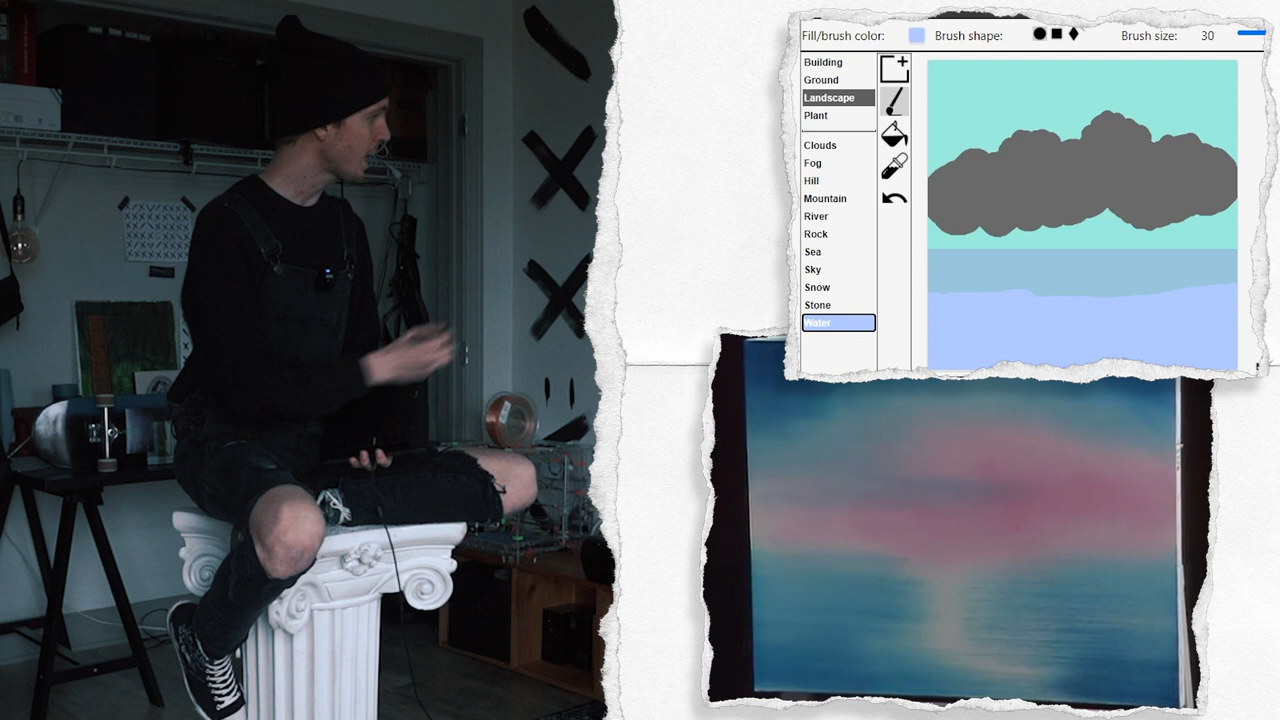 Fill/brush color: Brush shape: Brush size: 30
Building
Ground
Landscape
Plant
Clouds
Fog
Hill
Mountain
River
Rock
Sea
Sky
Snow
Stone
Water